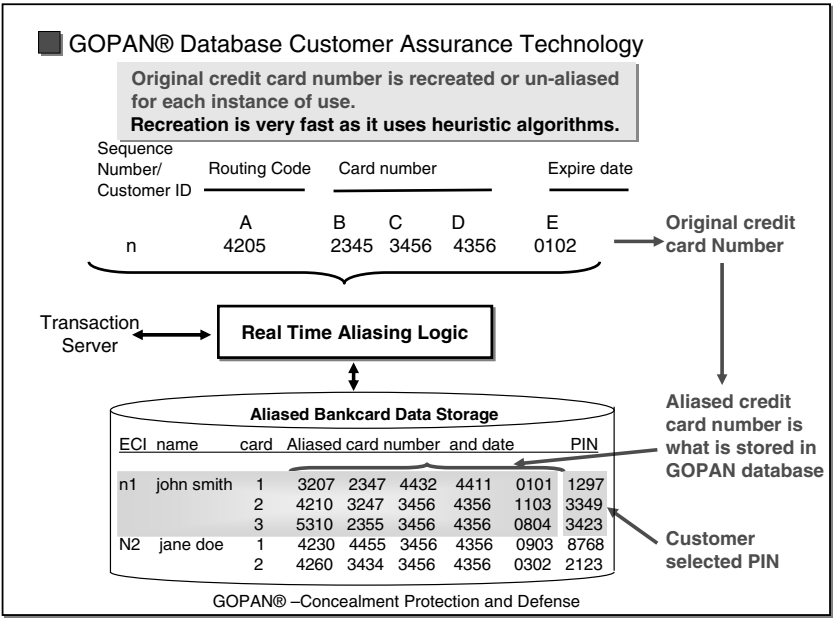 GOPAN® Database Customer Assurance Technology
Original credit card number is recreated or un-aliased
for each instance of use.
Recreation is very fast as it uses heuristic algorithms.
Sequence
Number/
Customer ID
Routing Code
Card number
Expire date
A B C D E
n 4205 2345 3456 4356 0102
Original credit
card Number
Transaction
Server
Real Time Aliasing Logic
Aliased Bankcard Data Storage
ECI name card Aliased card number and date PIN
n1 john smith 1 3207 2347 4432 4411 0101 1297
2 4210 3247 3456 4356 1103 3349
3 5310 2355 3456 4356 0804 3423
N2 jane doe 1 4230 4455 3456 4356 0903 8768
2 4260 3434 3456 4356 0302 2123
Aliased credit
card number is
what is stored in
GOPAN database
Customer
selected PIN
GOPAN® –Concealment Protection and Defense